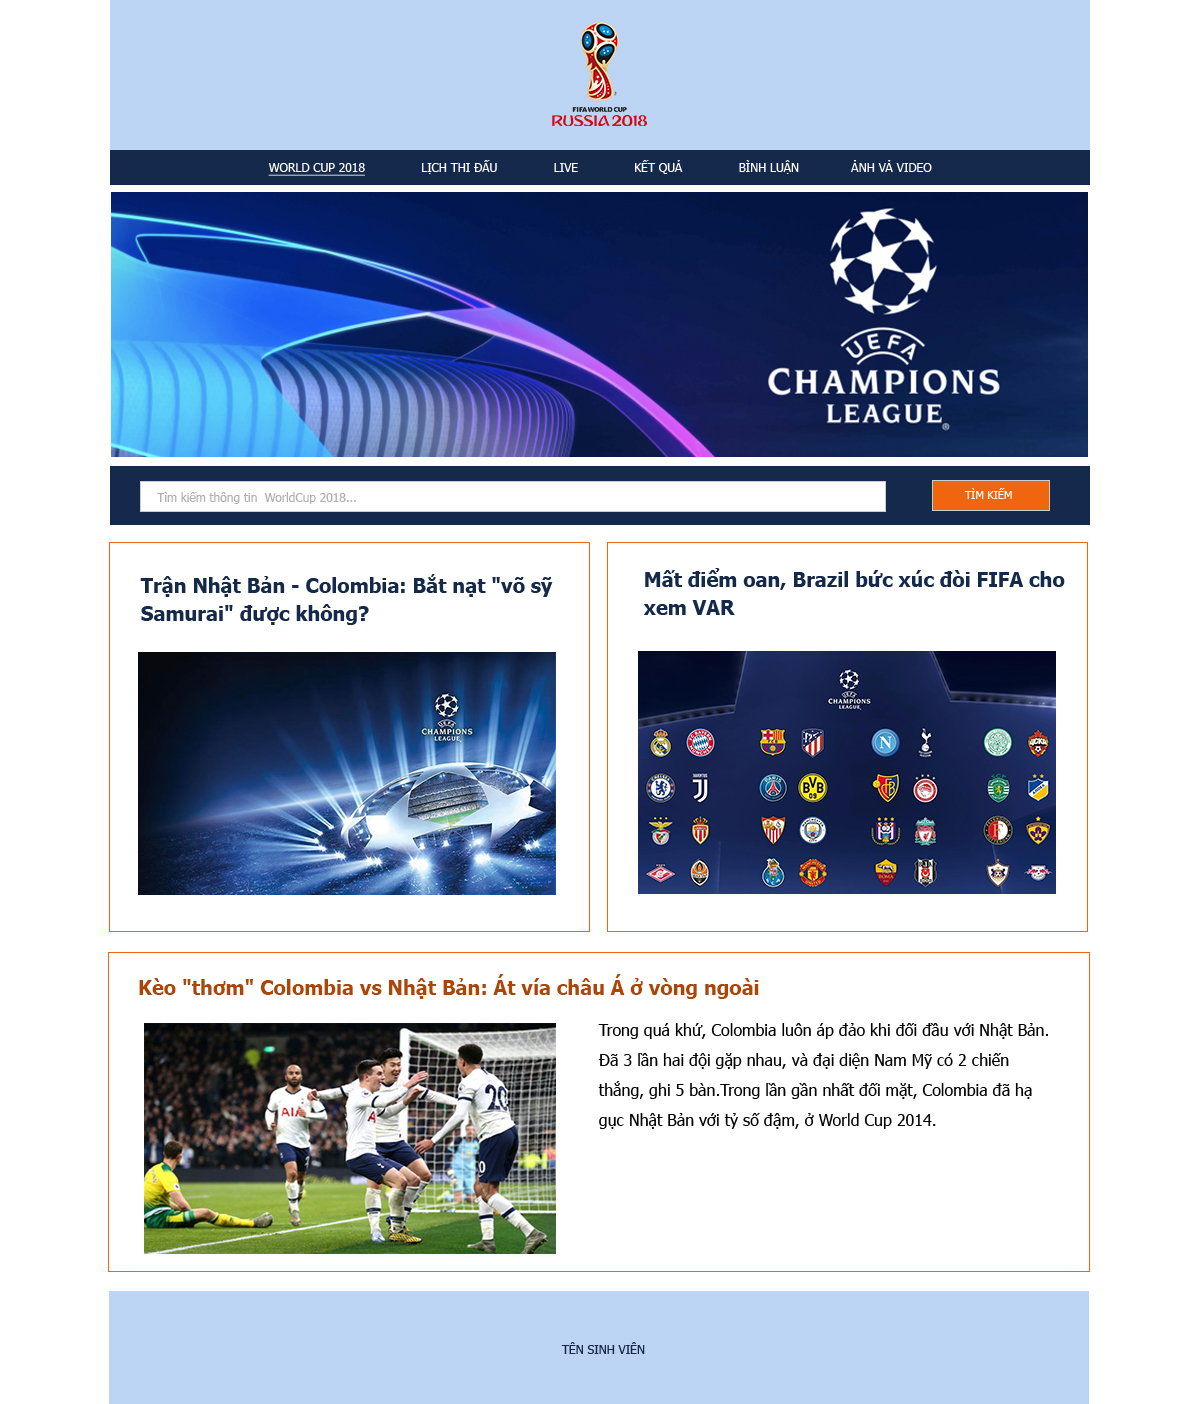 FIFA WORLD CUP
RUSSIA 2018
WORLD CUP 2018 LỊCH THI ĐẤU LIVE KẾT QUẢ BÌNH LUẬN ẢNH VÀ VIDEO
UEFA
CHAMPIONS
LEAGUE®
Tìm kiếm thông tin WorldCup 2018...
TÌM KIẾM
Trận Nhật Bản - Colombia: Bắt nạt "võ sỹ
Samurai" được không?
UEFA
CHAMPIONS
LEAGUE
Mất điểm oan, Brazil bức xúc đòi FIFA cho
xem VAR
UEFA
CHAMPIONS
LEAGUE
Kèo "thơm" Colombia vs Nhật Bản: Át vía châu Á ở vòng ngoài
AIA
20
Trong quá khứ, Colombia luôn áp đảo khi đối đầu với Nhật Bản.
Đã 3 lần hai đội gặp nhau, và đại diện Nam Mỹ có 2 chiến
thắng, ghi 5 bàn.Trong lần gần nhất đối mặt, Colombia đã hạ
gục Nhật Bản với tỷ số đậm, ở World Cup 2014.
TÊN SINH VIÊN